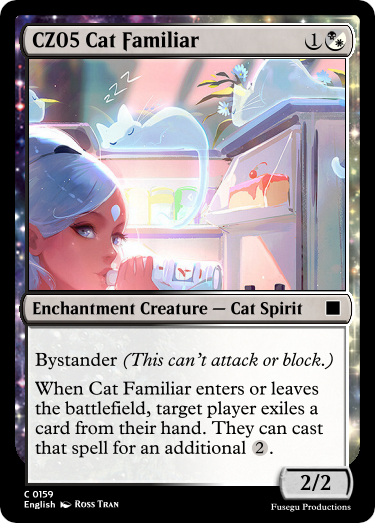 CZ05 Cat Familiar 1
zzz
Enchantment Creature — Cat Spirit
Bystander (This can't attack or block.)
When Cat Familiar enters or leaves
the battlefield, target player exiles a
card from their hand. They can cast
that spell for an additional 2.
2/2
C 0159
English Ross Tran
Fusegu Productions